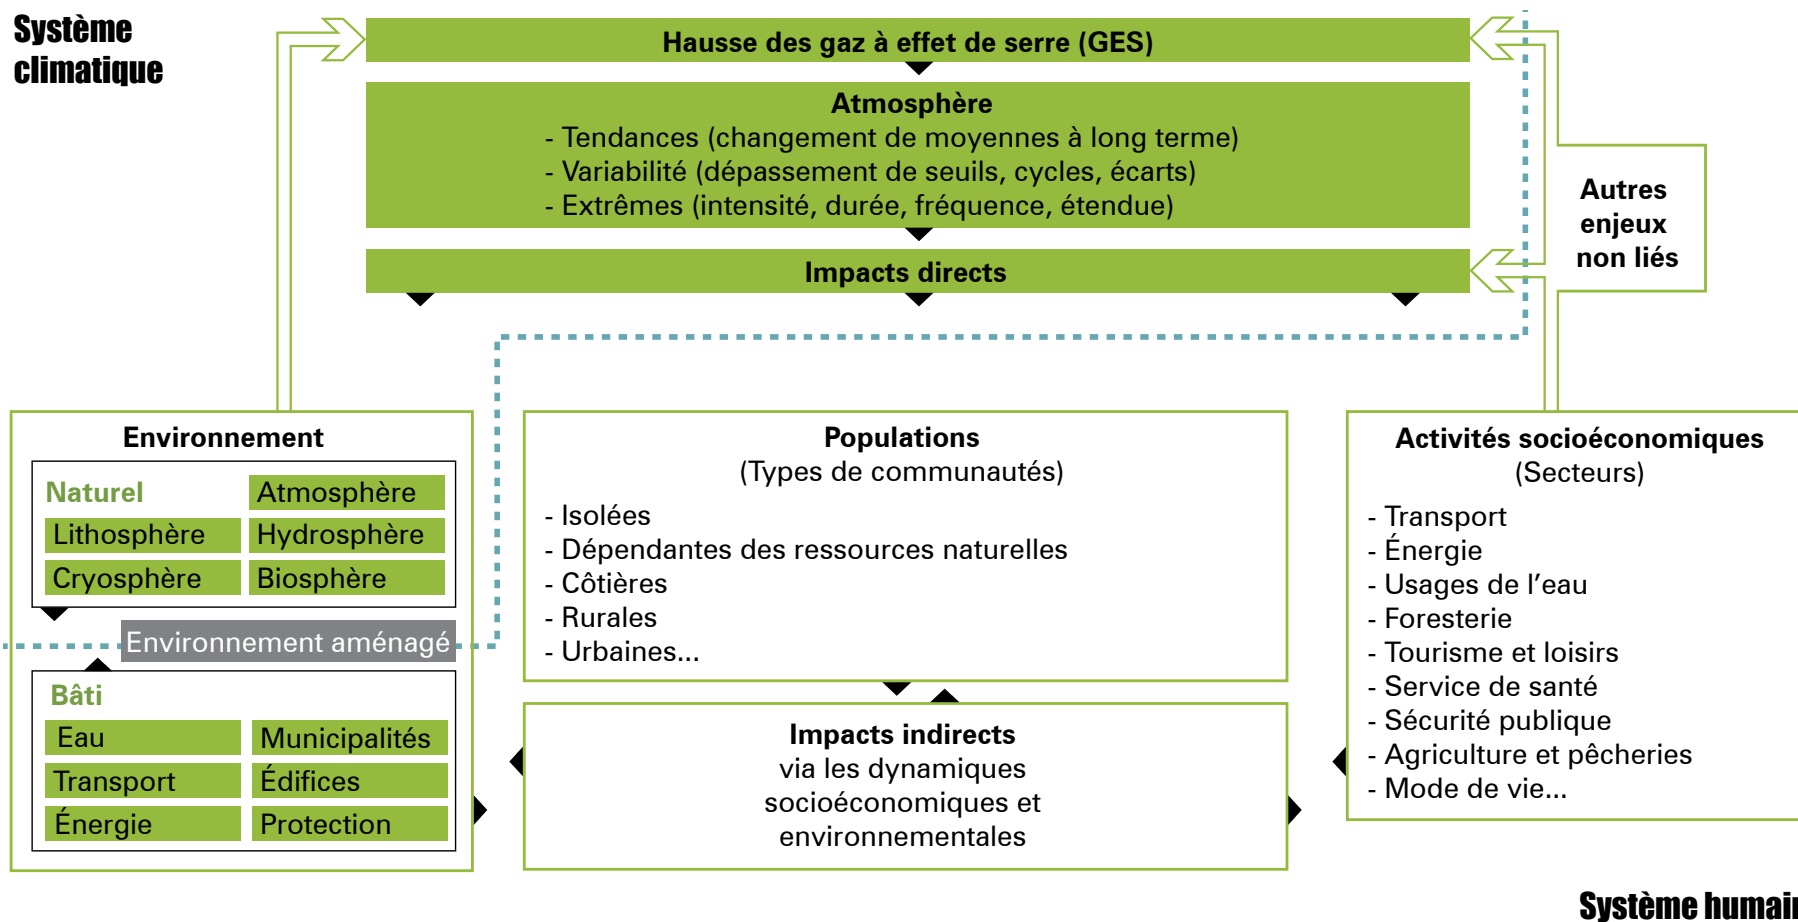 Système
climatique
Hausse des gaz à effet de serre (GES)
Atmosphère
- Tendances (changement de moyennes à long terme)
- Variabilité (dépassement de seuils, cycles, écarts)
- Extrêmes (intensité, durée, fréquence, étendue)
Impacts directs
Autres
enjeux
non liés
Environnement
Naturel
Atmosphère
Lithosphère
Hydrosphère
Cryosphère
Biosphère
Environnement aménagé
Bâti
Eau
Municipalités
Transport
Édifices
Énergie
Protection
Populations
(Types de communautés)
- Isolées
- Dépendantes des ressources naturelles
- Côtières
- Rurales
- Urbaines...
Impacts indirects
via les dynamiques
socioéconomiques et
environnementales
Activités socioéconomiques
(Secteurs)
- Transport
- Énergie
- Usages de l'eau
- Foresterie
- Tourisme et loisirs
- Service de santé
- Sécurité publique
- Agriculture et pêcheries
- Mode de vie...
Système humain